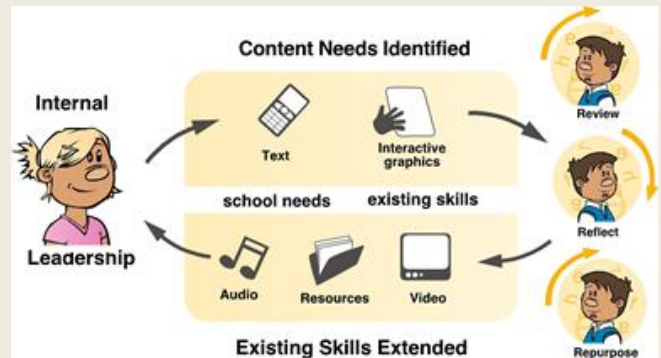 Content Needs Identified
Internal
Leadership
Text
Interactive
graphics
school needs
existing skills
Audio
Resources
Video
Existing Skills Extended
Review
Reflect
Repurpose